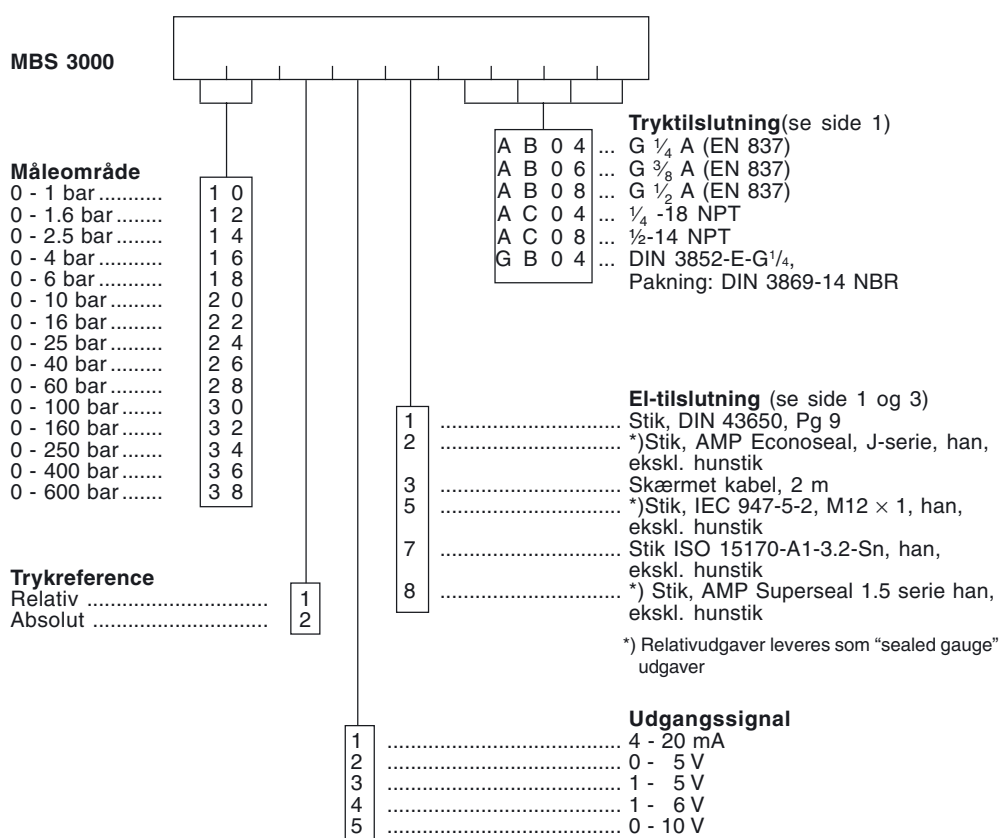 MBS 3000
Tryktilslutning(se side 1)
A B 0 4 ... G 1/4 A (EN 837)
A B 0 6 ... G 3/8 A (EN 837)
A B 0 8 ... G 1/2 A (EN 837)
A C 0 4 ... 1/4 -18 NPT
A C 0 8 ... ½-14 NPT
G B 0 4 ... DIN 3852-E-G1/4,
Pakning: DIN 3869-14 NBR
Måleområde
0 - 1 bar ........... 1 0
0 - 1.6 bar ........ 1 2
0 - 2.5 bar ........ 1 4
0 - 4 bar ........... 1 6
0 - 6 bar ........... 1 8
0 - 10 bar ......... 2 0
0 - 16 bar ......... 2 2
0 - 25 bar ......... 2 4
0 - 40 bar ......... 2 6
0 - 60 bar ......... 2 8
0 - 100 bar ....... 3 0
0 - 160 bar ....... 3 2
0 - 250 bar ....... 3 4
0 - 400 bar ....... 3 6
0 - 600 bar ....... 3 8
El-tilslutning (se side 1 og 3)
1 ............................. Stik, DIN 43650, Pg 9
2 ............................. *)Stik, AMP Econoseal, J-serie, han,
ekskl. hunstik
3 ............................. Skærmet kabel, 2 m
5 ............................. *)Stik, IEC 947-5-2, M12 × 1, han,
ekskl. hunstik
7 ............................. Stik ISO 15170-A1-3.2-Sn, han,
ekskl. hunstik
8 ............................. *) Stik, AMP Superseal 1.5 serie han,
ekskl. hunstik
*) Relativudgaver leveres som “sealed gauge”
udgaver
Trykreference
Relativ ............................. 1
Absolut ............................ 2
Udgangssignal
1 ...................................... 4 - 20 mA
2 ...................................... 0 - 5 V
3 ...................................... 1 - 5 V
4 ...................................... 1 - 6 V
5 ...................................... 0 - 10 V